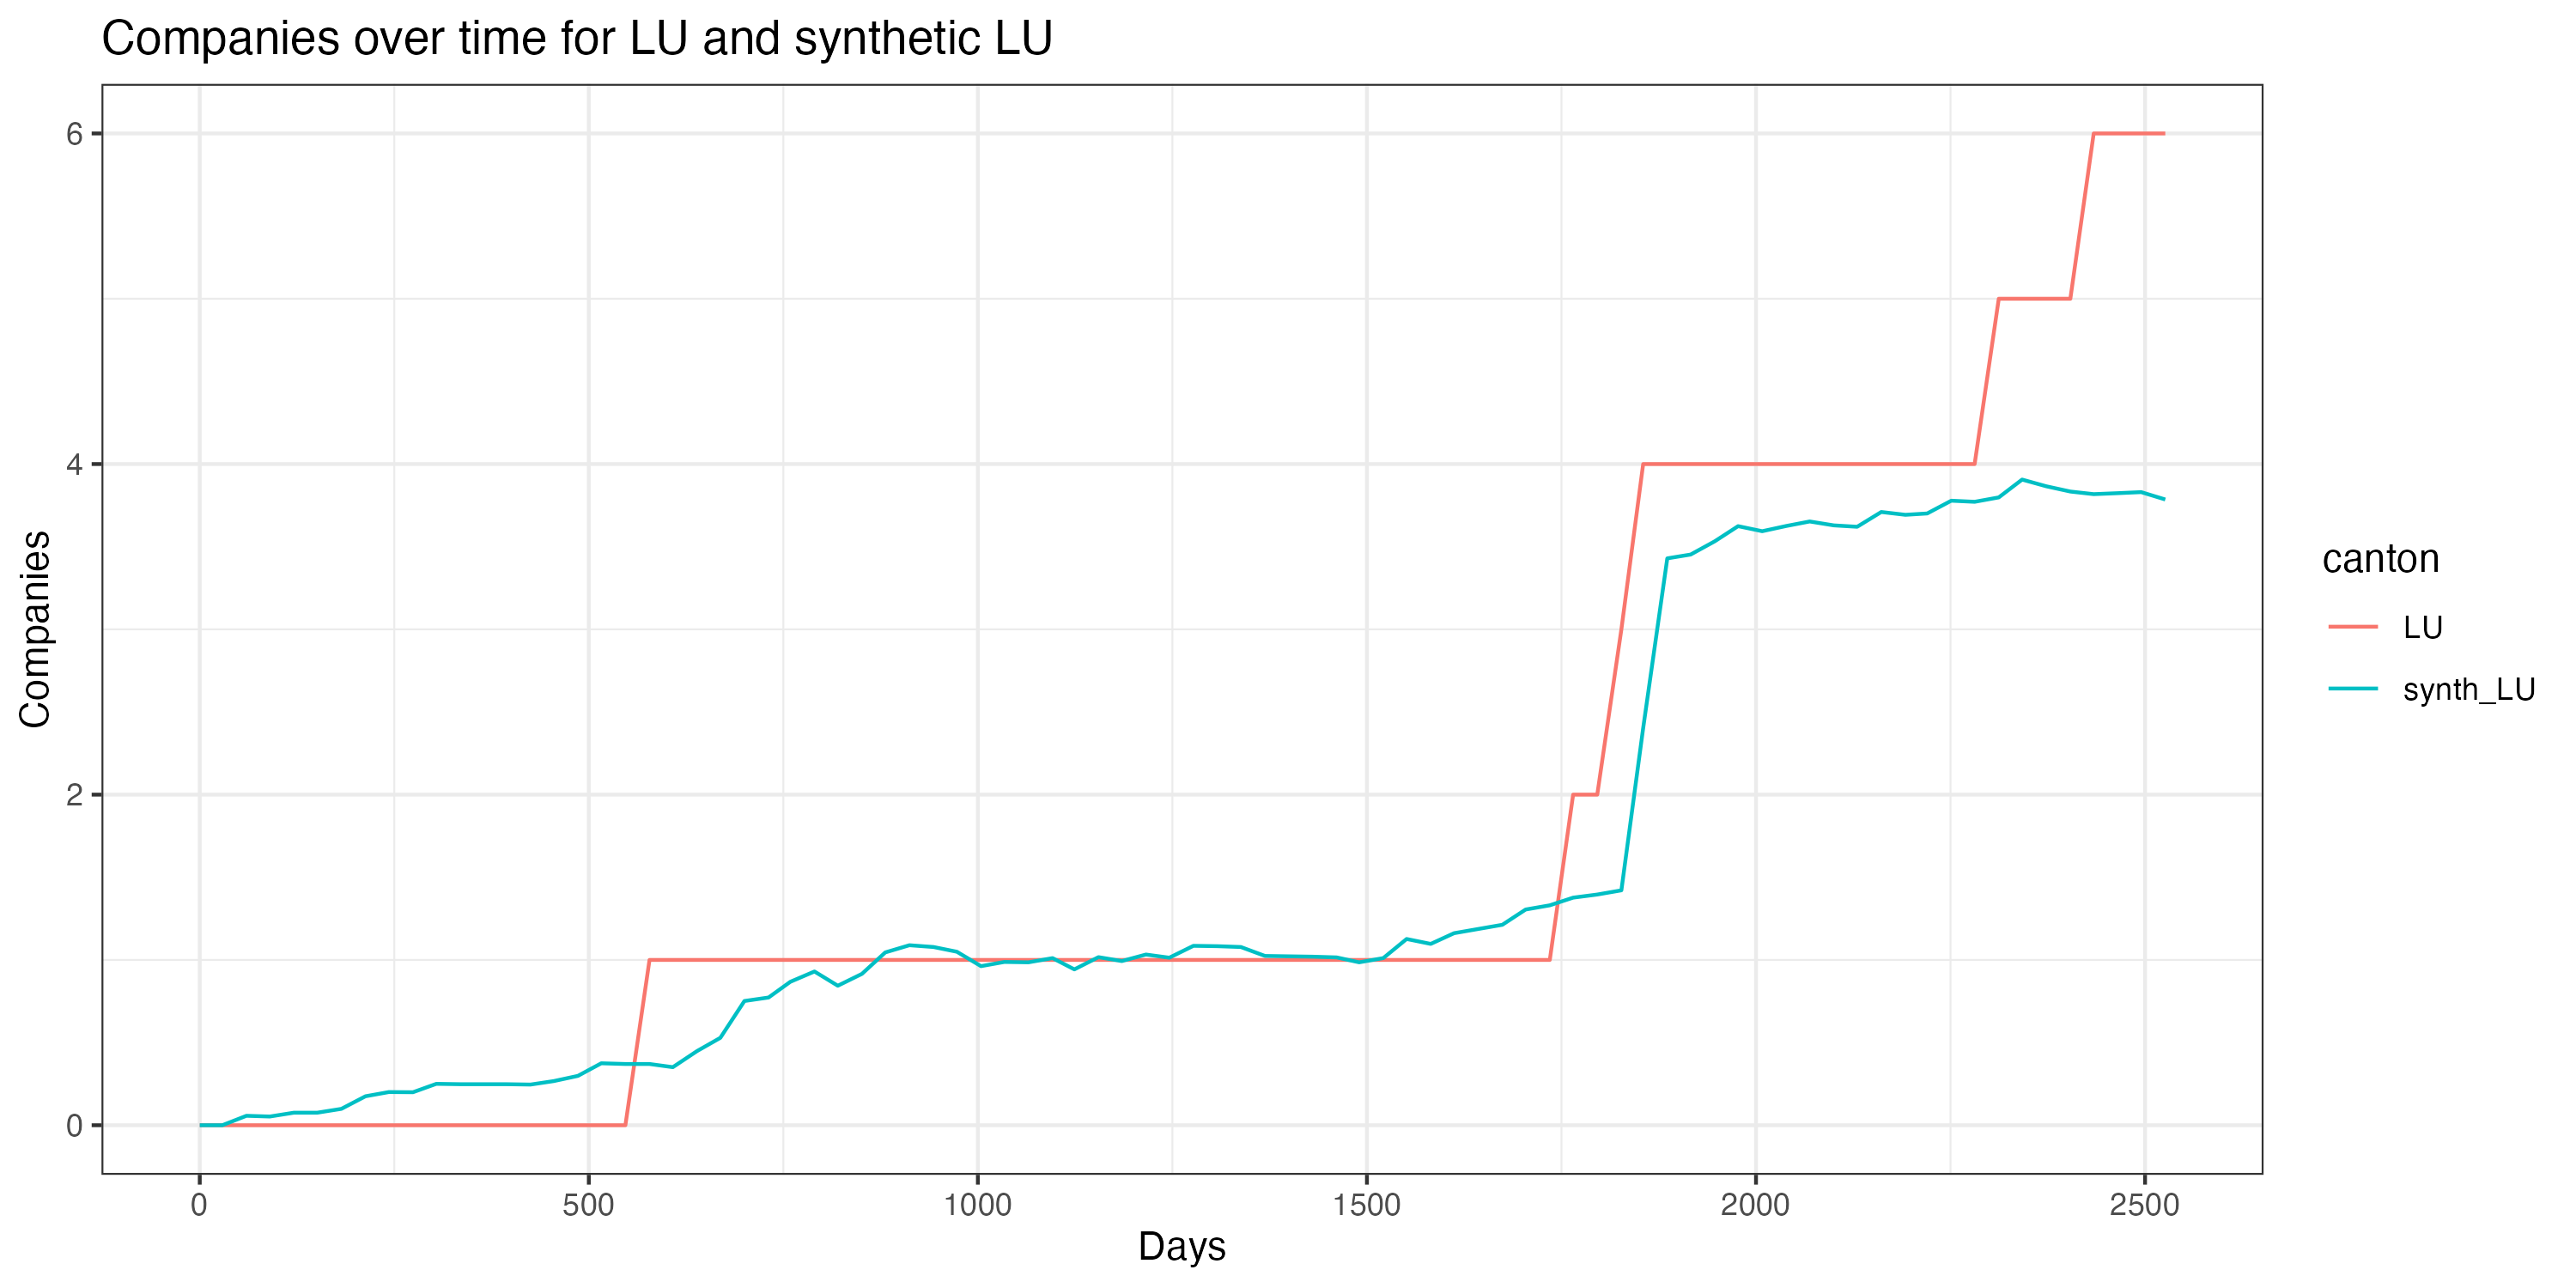 Companies over time for LU and synthetic LU
Companies
6
4
2
0
0
500
1000
1500
2000
2500
Days
canton
LU
synth_LU